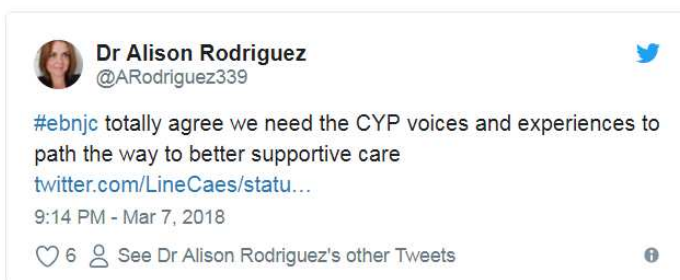 Dr Alison Rodriguez
@ARodriguez339
#ebnjc totally agree we need the CYP voices and experiences to
path the way to better supportive care
twitter.com/LineCaes/statu...
9:14 PM - Mar 7, 2018
6 See Dr Alison Rodriguez's other Tweets